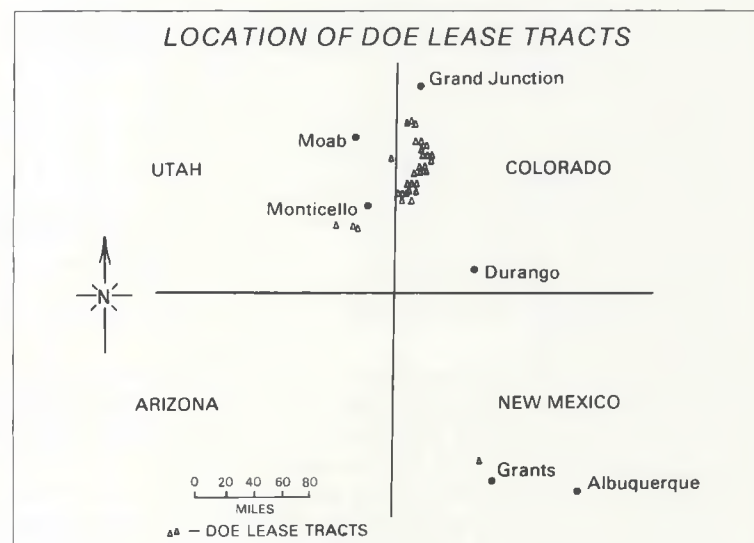 LOCATION OF DOE LEASE TRACTS
Grand Junction
Moab
UTAH
COLORADO
Monticello
Durango
N
ARIZONA
NEW MEXICO
Grants
Albuquerque
0 20 40 60 80
MILES
– DOE LEASE TRACTS